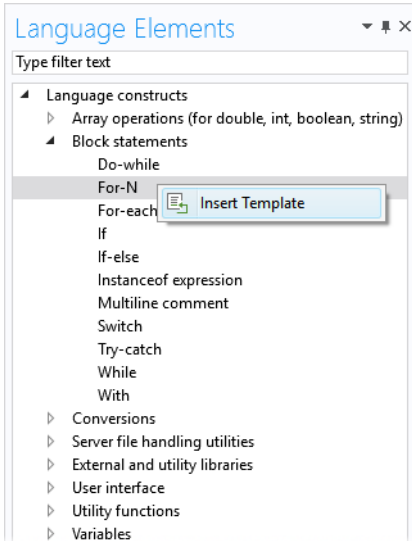 Language Elements
Type filter text
Language constructs
Array operations (for double, int, boolean, string)
Block statements
Do-while
For-N
Insert Template
For-each
If
If-else
Instanceof expression
Multiline comment
Switch
Try-catch
While
With
Conversions
Server file handling utilities
External and utility libraries
User interface
Utility functions
Variables